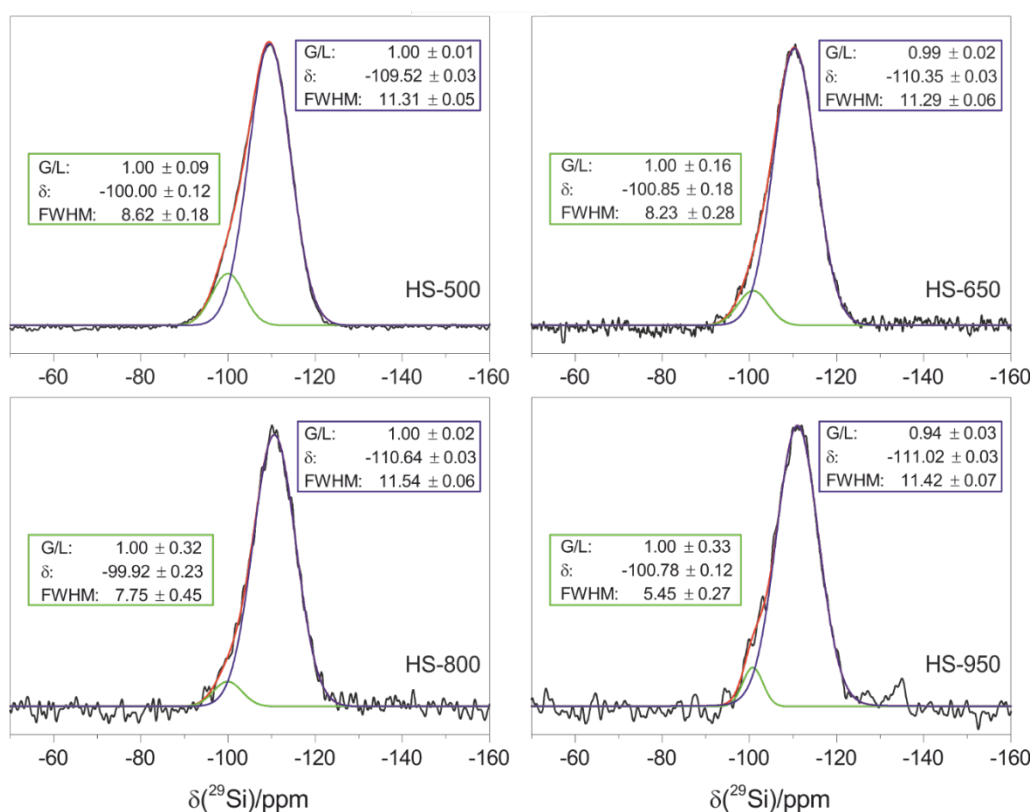 G/L: 1.00 ± 0.01
δ: -109.52 ± 0.03
FWHM: 11.31 ± 0.05
G/L: 1.00 ± 0.09
δ: -100.00 ± 0.12
FWHM: 8.62 ± 0.18
HS-500
-60 -80 -100 -120 -140 -160
G/L: 0.99 ± 0.02
δ: -110.35 ± 0.03
FWHM: 11.29 ± 0.06
G/L: 1.00 ± 0.16
δ: -100.85 ± 0.18
FWHM: 8.23 ± 0.28
HS-650
-60 -80 -100 -120 -140 -160
G/L: 1.00 ± 0.02
δ: -110.64 ± 0.03
FWHM: 11.54 ± 0.06
G/L: 1.00 ± 0.32
δ: -99.92 ± 0.23
FWHM: 7.75 ± 0.45
HS-800
-60 -80 -100 -120 -140 -160
δ(²⁹Si)/ppm
G/L: 0.94 ± 0.03
δ: -111.02 ± 0.03
FWHM: 11.42 ± 0.07
G/L: 1.00 ± 0.33
δ: -100.78 ± 0.12
FWHM: 5.45 ± 0.27
HS-950
-60 -80 -100 -120 -140 -160
δ(²⁹Si)/ppm